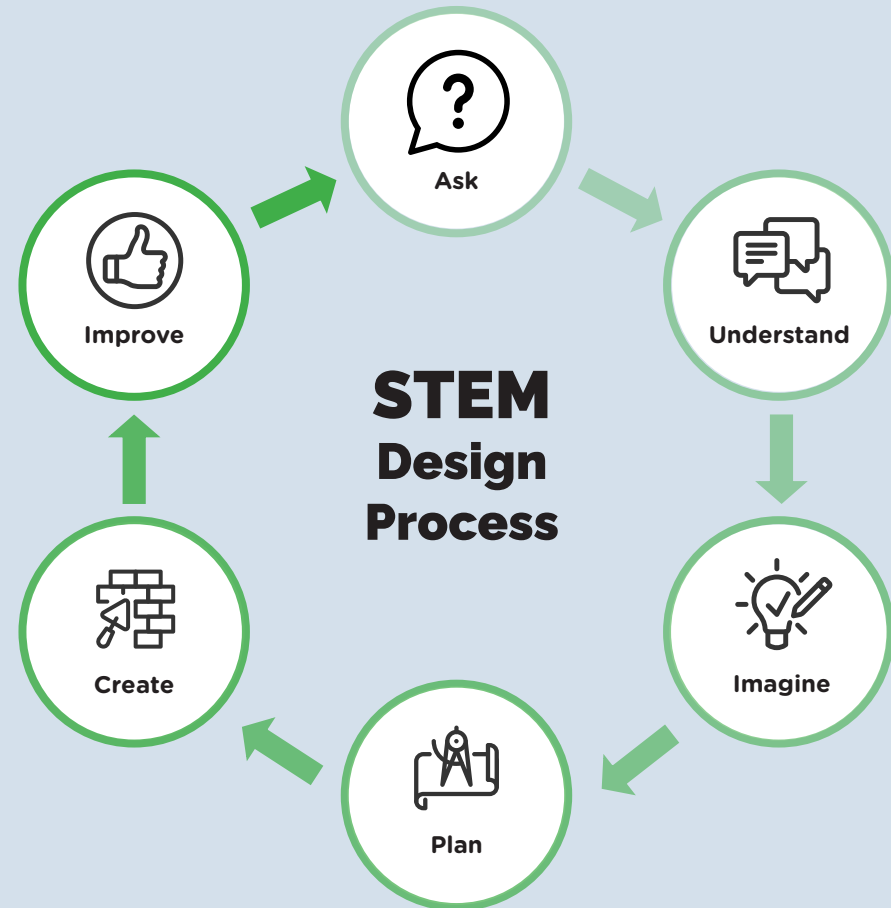 Ask
Understand
Imagine
Plan
Create
Improve
STEM
Design
Process